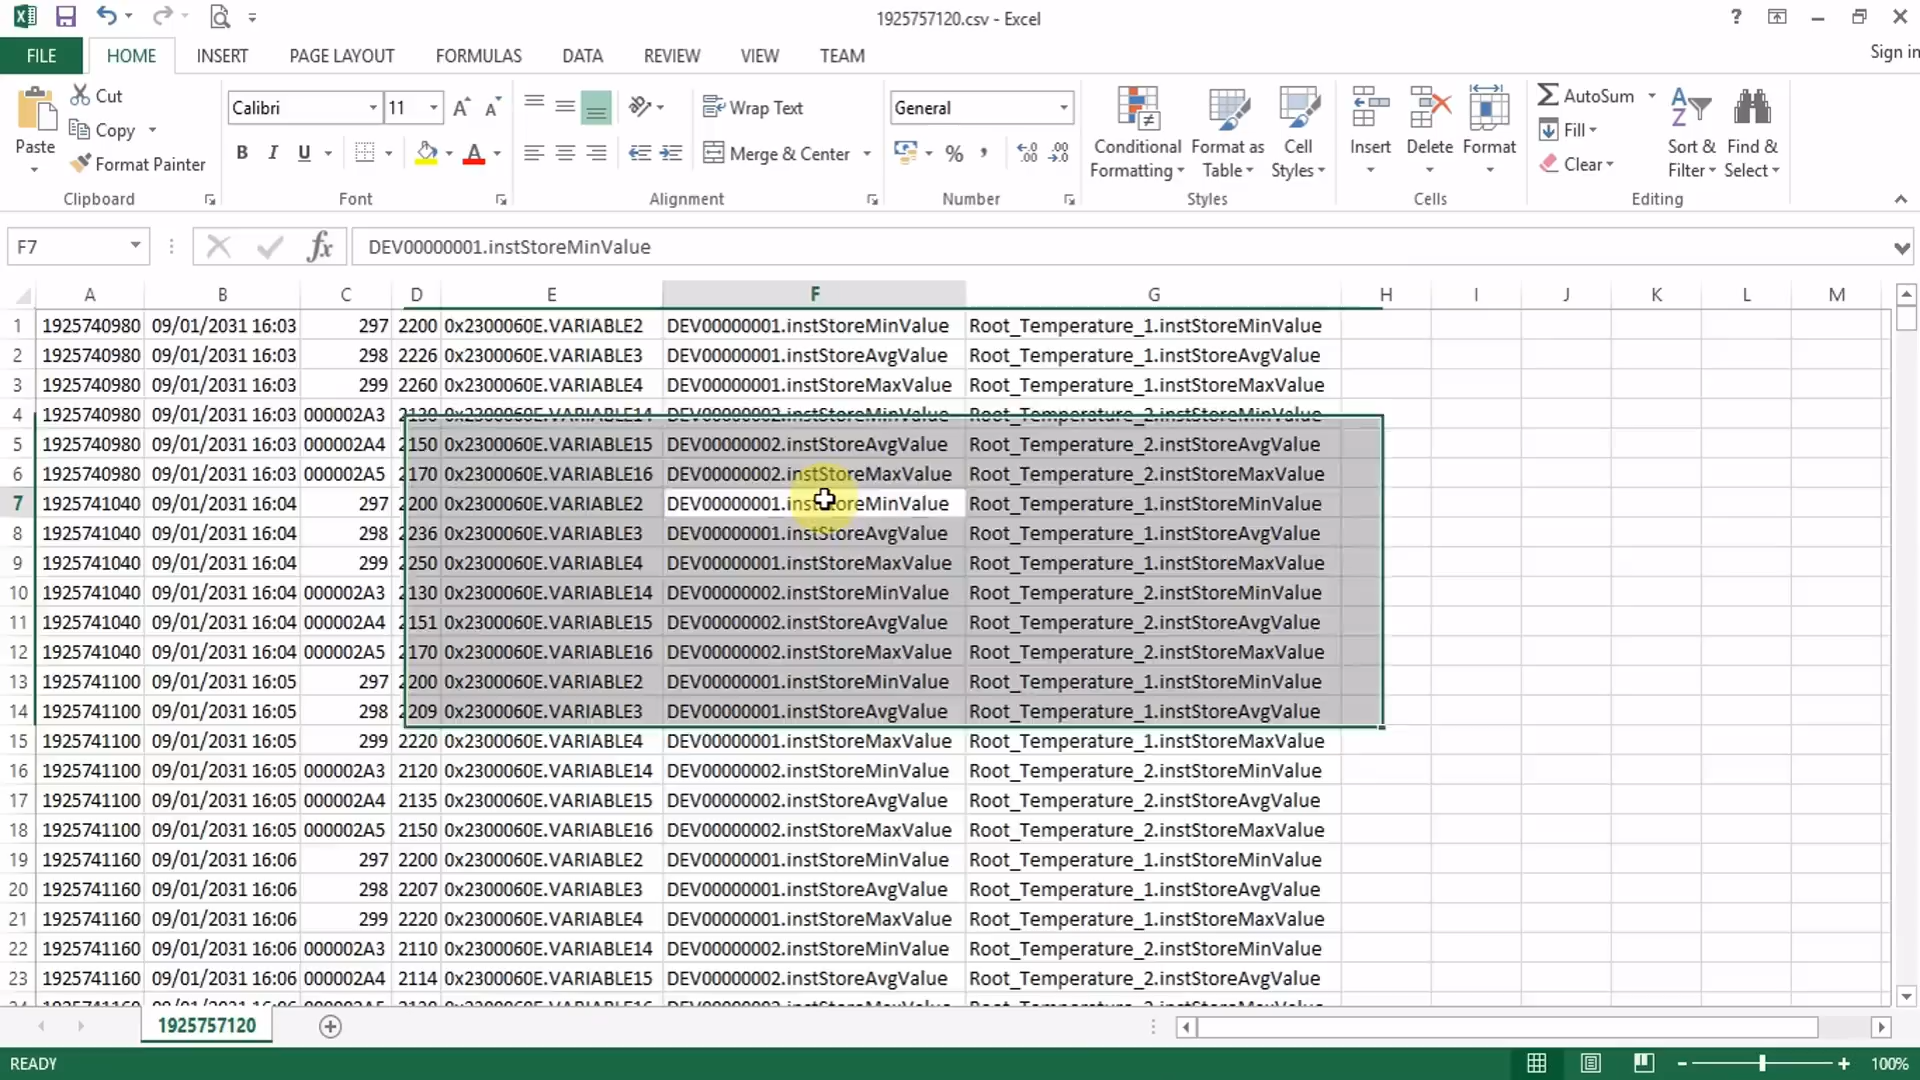 1925757120.csv - Excel
?
FILE HOME INSERT PAGE LAYOUT FORMULAS DATA REVIEW VIEW TEAM
Sign in
Paste
Cut
Copy
Format Painter
Clipboard
Calibri 11
B I U
Font
Wrap Text
Merge & Center
Alignment
General
%
Number
Conditional Formatting
Format as Table
Cell Styles
Styles
Insert
Delete
Format
Cells
AutoSum
Fill
Clear
Sort & Filter
Find & Select
Editing
F7 fx DEV00000001.instStoreMinValue
A B C D E F G H I J K L M
1 1925740980 09/01/2031 16:03 297 2200 0x2300060E.VARIABLE2 DEV00000001.instStoreMinValue Root_Temperature_1.instStoreMinValue
2 1925740980 09/01/2031 16:03 298 2226 0x2300060E.VARIABLE3 DEV00000001.instStoreAvgValue Root_Temperature_1.instStoreAvgValue
3 1925740980 09/01/2031 16:03 299 2260 0x2300060E.VARIABLE4 DEV00000001.instStoreMaxValue Root_Temperature_1.instStoreMaxValue
4 1925740980 09/01/2031 16:03 000002A3 2130 0x2300060E.VARIABLE14 DEV00000002.instStoreMinValue Root_Temperature_2.instStoreMinValue
5 1925740980 09/01/2031 16:03 000002A4 2150 0x2300060E.VARIABLE15 DEV00000002.instStoreAvgValue Root_Temperature_2.instStoreAvgValue
6 1925740980 09/01/2031 16:03 000002A5 2170 0x2300060E.VARIABLE16 DEV00000002.instStoreMaxValue Root_Temperature_2.instStoreMaxValue
7 1925741040 09/01/2031 16:04 297 2200 0x2300060E.VARIABLE2 DEV00000001.instStoreMinValue Root_Temperature_1.instStoreMinValue
8 1925741040 09/01/2031 16:04 298 2236 0x2300060E.VARIABLE3 DEV00000001.instStoreAvgValue Root_Temperature_1.instStoreAvgValue
9 1925741040 09/01/2031 16:04 299 2250 0x2300060E.VARIABLE4 DEV00000001.instStoreMaxValue Root_Temperature_1.instStoreMaxValue
10 1925741040 09/01/2031 16:04 000002A3 2130 0x2300060E.VARIABLE14 DEV00000002.instStoreMinValue Root_Temperature_2.instStoreMinValue
11 1925741040 09/01/2031 16:04 000002A4 2151 0x2300060E.VARIABLE15 DEV00000002.instStoreAvgValue Root_Temperature_2.instStoreAvgValue
12 1925741040 09/01/2031 16:04 000002A5 2170 0x2300060E.VARIABLE16 DEV00000002.instStoreMaxValue Root_Temperature_2.instStoreMaxValue
13 1925741100 09/01/2031 16:05 297 2200 0x2300060E.VARIABLE2 DEV00000001.instStoreMinValue Root_Temperature_1.instStoreMinValue
14 1925741100 09/01/2031 16:05 298 2209 0x2300060E.VARIABLE3 DEV00000001.instStoreAvgValue Root_Temperature_1.instStoreAvgValue
15 1925741100 09/01/2031 16:05 299 2220 0x2300060E.VARIABLE4 DEV00000001.instStoreMaxValue Root_Temperature_1.instStoreMaxValue
16 1925741100 09/01/2031 16:05 000002A3 2120 0x2300060E.VARIABLE14 DEV00000002.instStoreMinValue Root_Temperature_2.instStoreMinValue
17 1925741100 09/01/2031 16:05 000002A4 2135 0x2300060E.VARIABLE15 DEV00000002.instStoreAvgValue Root_Temperature_2.instStoreAvgValue
18 1925741100 09/01/2031 16:05 000002A5 2150 0x2300060E.VARIABLE16 DEV00000002.instStoreMaxValue Root_Temperature_2.instStoreMaxValue
19 1925741160 09/01/2031 16:06 297 2200 0x2300060E.VARIABLE2 DEV00000001.instStoreMinValue Root_Temperature_1.instStoreMinValue
20 1925741160 09/01/2031 16:06 298 2207 0x2300060E.VARIABLE3 DEV00000001.instStoreAvgValue Root_Temperature_1.instStoreAvgValue
21 1925741160 09/01/2031 16:06 299 2220 0x2300060E.VARIABLE4 DEV00000001.instStoreMaxValue Root_Temperature_1.instStoreMaxValue
22 1925741160 09/01/2031 16:06 000002A3 2110 0x2300060E.VARIABLE14 DEV00000002.instStoreMinValue Root_Temperature_2.instStoreMinValue
23 1925741160 09/01/2031 16:06 000002A4 2114 0x2300060E.VARIABLE15 DEV00000002.instStoreAvgValue Root_Temperature_2.instStoreAvgValue
1925757120
READY
100%